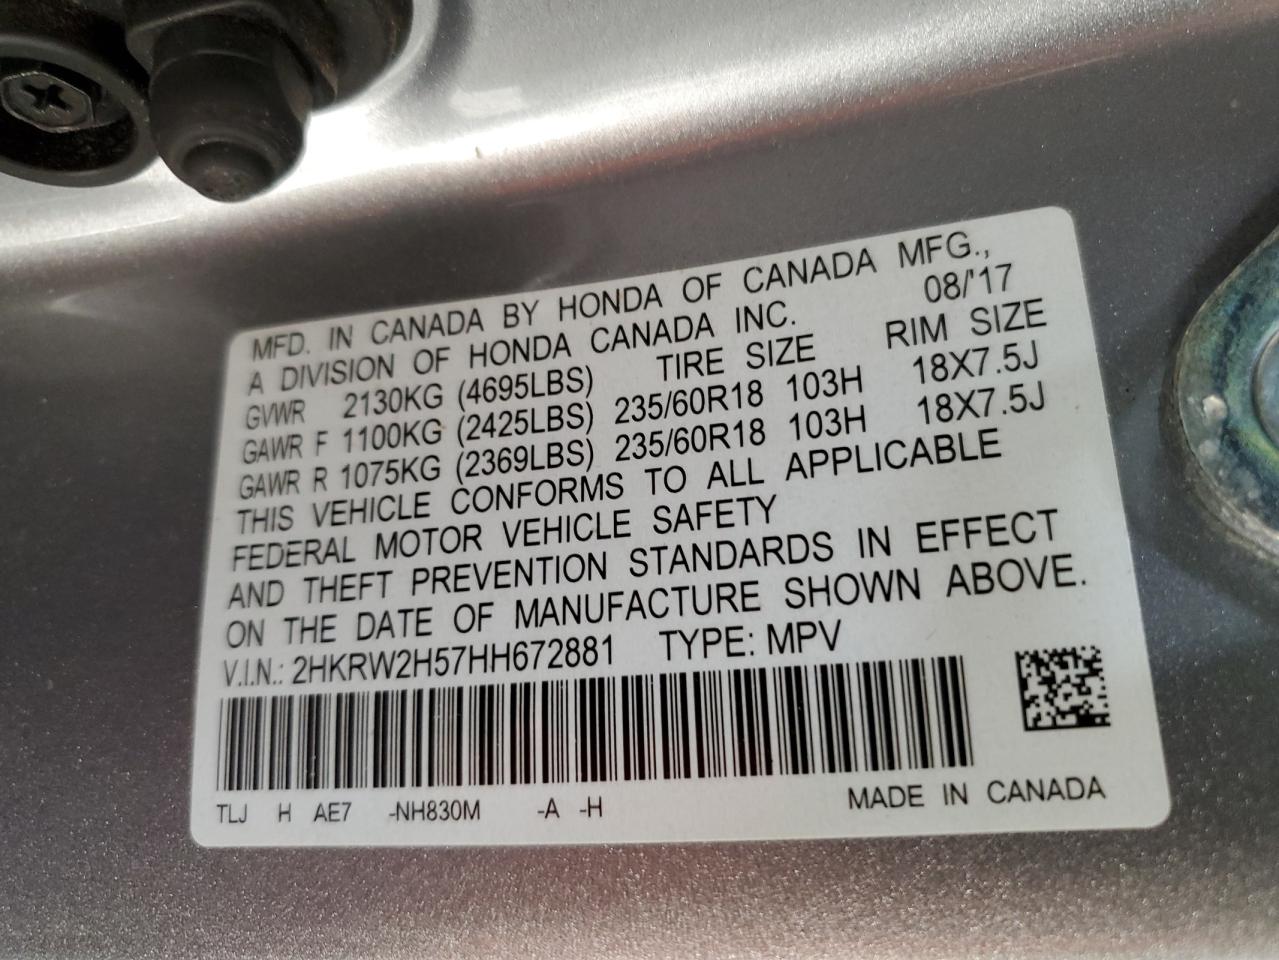 MFD. IN CANADA BY HONDA OF CANADA MFG.,
A DIVISION OF HONDA CANADA INC. 08/'17
GVWR 2130KG (4695LBS) TIRE SIZE RIM SIZE
GAWR F 1100KG (2425LBS) 235/60R18 103H 18X7.5J
GAWR R 1075KG (2369LBS) 235/60R18 103H 18X7.5J
THIS VEHICLE CONFORMS TO ALL APPLICABLE
FEDERAL MOTOR VEHICLE SAFETY
AND THEFT PREVENTION STANDARDS IN EFFECT
ON THE DATE OF MANUFACTURE SHOWN ABOVE.
V.I.N.: 2HKRW2H57HH672881 TYPE: MPV
TLJ H AE7 -NH830M -A -H MADE IN CANADA